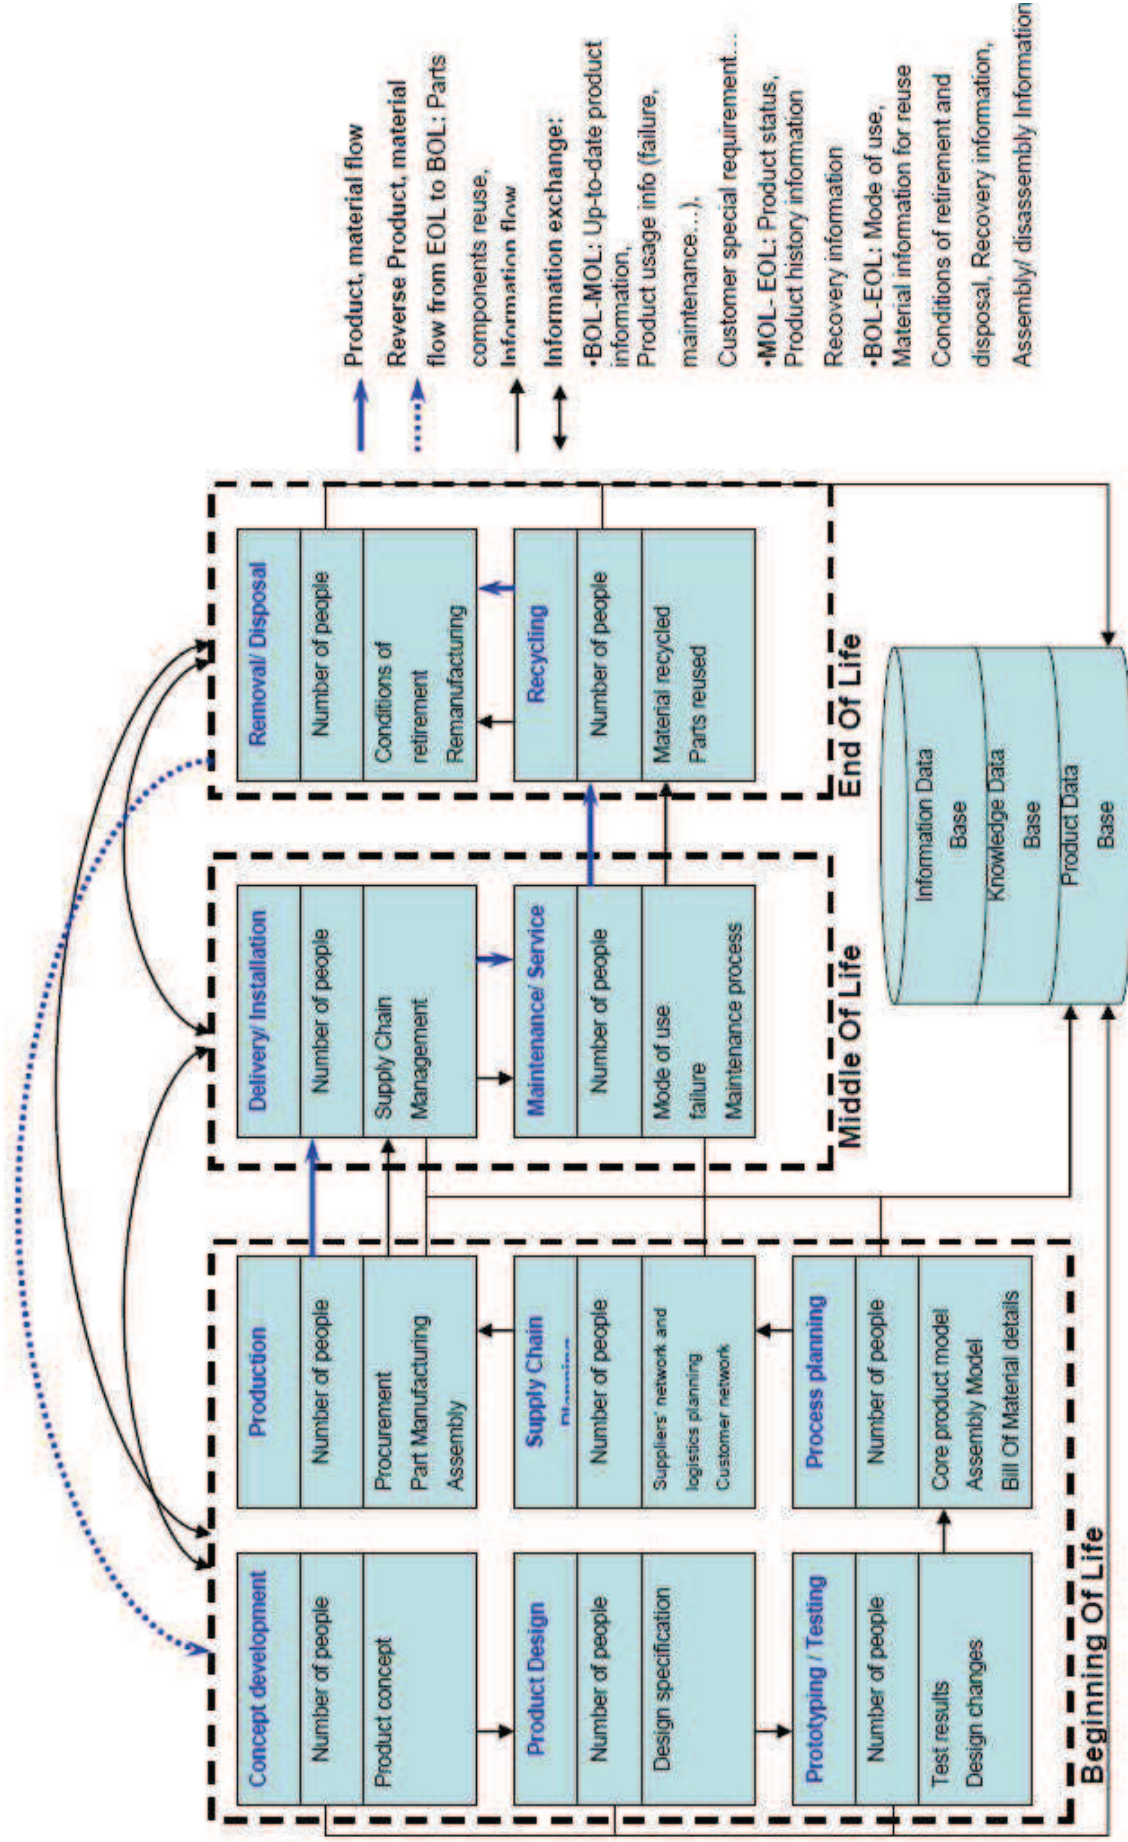 Concept development
Number of people
Product concept
Product Design
Number of people
Design specification
Prototyping / Testing
Number of people
Test results
Design changes
Production
Number of people
Procurement
Part Manufacturing
Assembly
Supply Chain
Number of people
Suppliers' network and
logistics planning
Customer network
Process planning
Number of people
Core product model
Assembly Model
Bill Of Material details
Beginning Of Life
Delivery/ Installation
Number of people
Supply Chain
Management
Maintenance/ Service
Number of people
Mode of use
failure
Maintenance process
Middle Of Life
Removal/ Disposal
Number of people
Conditions of
retirement
Remanufacturing
Recycling
Number of people
Material recycled
Parts reused
End Of Life
Information Data
Base
Knowledge Data
Base
Product Data
Base
Product, material flow
Reverse Product, material
flow from EOL to BOL: Parts
components reuse,
Information flow
Information exchange:
•BOL-MOL: Up-to-date product
information,
Product usage info (failure,
maintenance...),
Customer special requirement...
•MOL- EOL: Product status,
Product history information
Recovery information
•BOL-EOL: Mode of use,
Material information for reuse
Conditions of retirement and
disposal, Recovery information,
Assembly/ disassembly Information